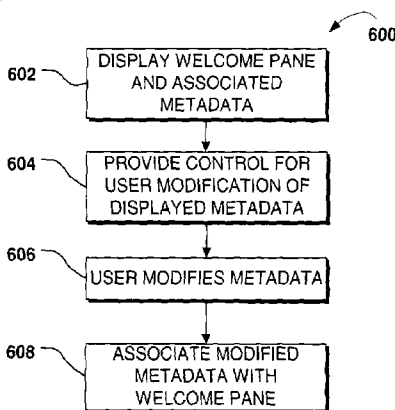 600
602
DISPLAY WELCOME PANE
AND ASSOCIATED
METADATA
604
PROVIDE CONTROL FOR
USER MODIFICATION OF
DISPLAYED METADATA
606
USER MODIFIES METADATA
608
ASSOCIATE MODIFIED
METADATA WITH
WELCOME PANE